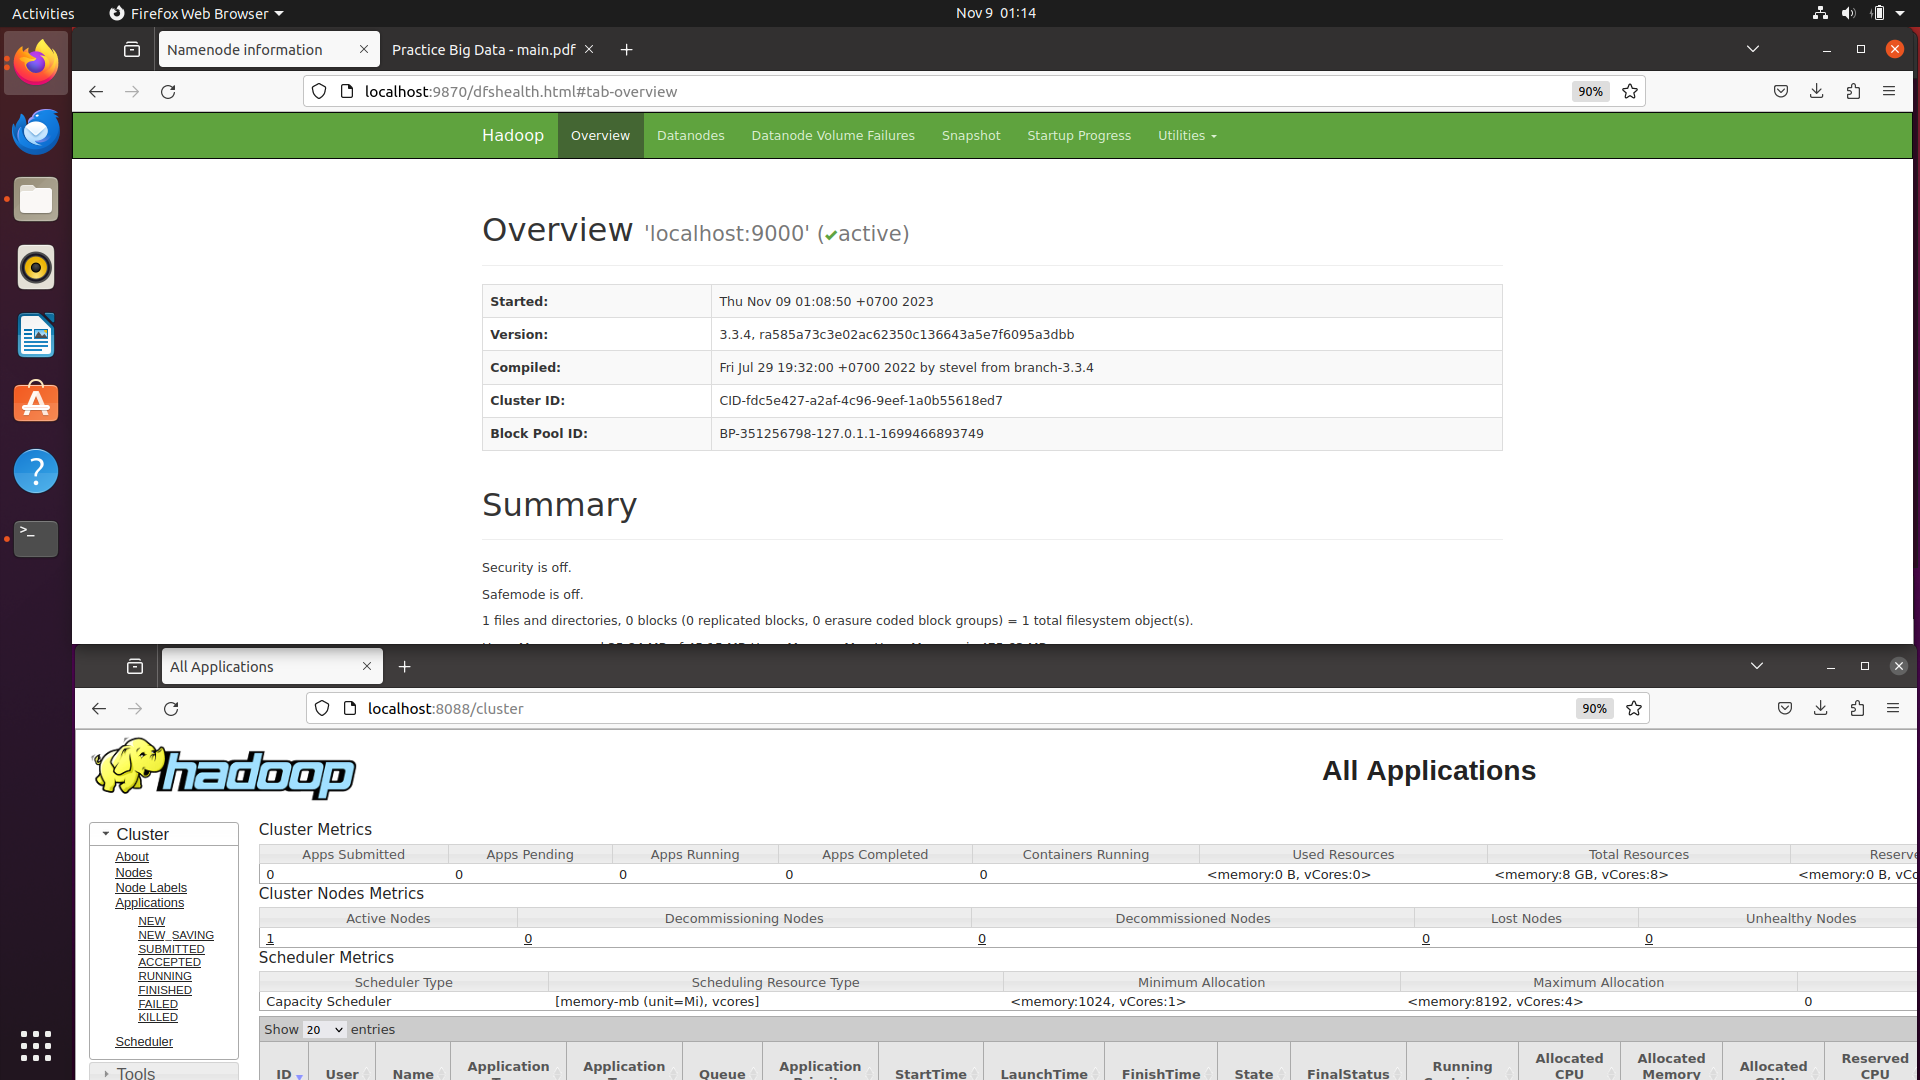 Activities Firefox Web Browser Nov 9 01:14
Namenode information Practice Big Data - main.pdf
localhost:9870/dfshealth.html#tab-overview 90%
Hadoop Overview Datanodes Datanode Volume Failures Snapshot Startup Progress Utilities
Overview 'localhost:9000' (✔active)
Started: Thu Nov 09 01:08:50 +0700 2023
Version: 3.3.4, ra585a73c3e02ac62350c136643a5e7f6095a3dbb
Compiled: Fri Jul 29 19:32:00 +0700 2022 by stevel from branch-3.3.4
Cluster ID: CID-fdc5e427-a2af-4c96-9eef-1a0b55618ed7
Block Pool ID: BP-351256798-127.0.1.1-1699466893749
Summary
Security is off.
Safemode is off.
1 files and directories, 0 blocks (0 replicated blocks, 0 erasure coded block groups) = 1 total filesystem object(s).
All Applications
localhost:8088/cluster 90%
hadoop
All Applications
Cluster
About
Nodes
Node Labels
Applications
NEW
NEW_SAVING
SUBMITTED
ACCEPTED
RUNNING
FINISHED
FAILED
KILLED
Scheduler
Tools
Cluster Metrics
Apps Submitted Apps Pending Apps Running Apps Completed Containers Running Used Resources Total Resources Reserve
0 0 0 0 0 <memory:0 B, vCores:0> <memory:8 GB, vCores:8> <memory:0 B, vCo
Cluster Nodes Metrics
Active Nodes Decommissioning Nodes Decommissioned Nodes Lost Nodes Unhealthy Nodes
1 0 0 0 0
Scheduler Metrics
Scheduler Type Scheduling Resource Type Minimum Allocation Maximum Allocation
Capacity Scheduler [memory-mb (unit=Mi), vcores] <memory:1024, vCores:1> <memory:8192, vCores:4> 0
Show 20 entries
ID User Name Application Application Queue Application StartTime LaunchTime FinishTime State FinalStatus Running Allocated CPU Allocated Memory Allocated Reserved CPU